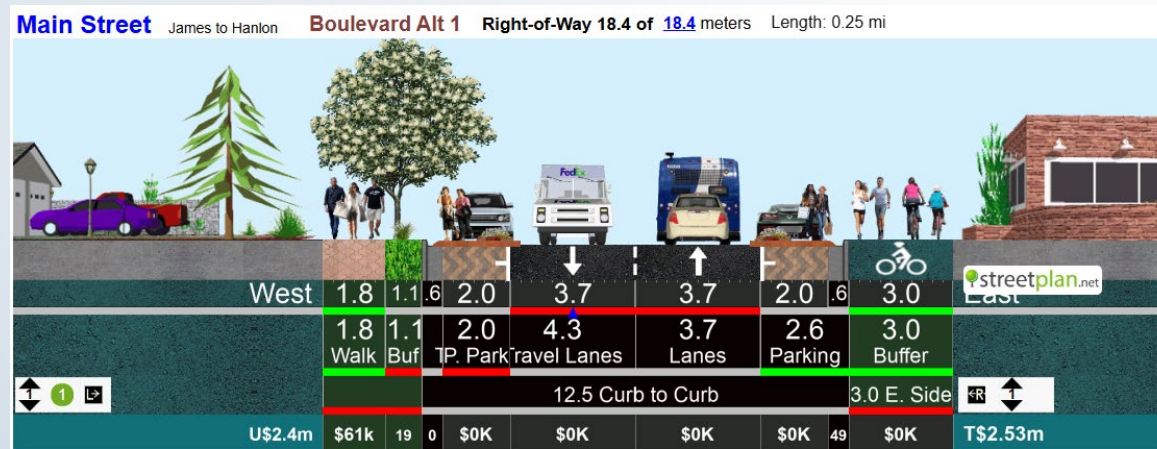 Main Street James to Hanlon Boulevard Alt 1 Right-of-Way 18.4 of 18.4 meters Length: 0.25 mi
FedEx
streetplan.net
West 1.8 1.1 .6 2.0 3.7 3.7 2.0 .6 3.0 East
1.8 1.1 2.0 4.3 3.7 2.6 3.0
Walk Buf P. Park Travel Lanes Lanes Parking Buffer
1 1 L 12.5 Curb to Curb 3.0 E. Side R 1
U$2.4m $61k 19 0 $0K $0K $0K $0K 49 $0K T$2.53m